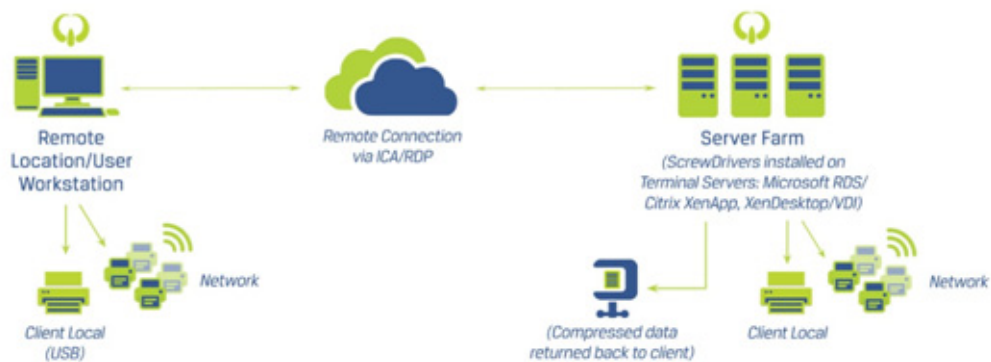 Remote
Location/User
Workstation
Remote Connection
via ICA/RDP
Server Farm
(ScrewDrivers installed on
Terminal Servers: Microsoft RDS/
Citrix XenApp, XenDesktop/VDI)
Network
Client Local
(USB)
(Compressed data
returned back to client)
Client Local
Network